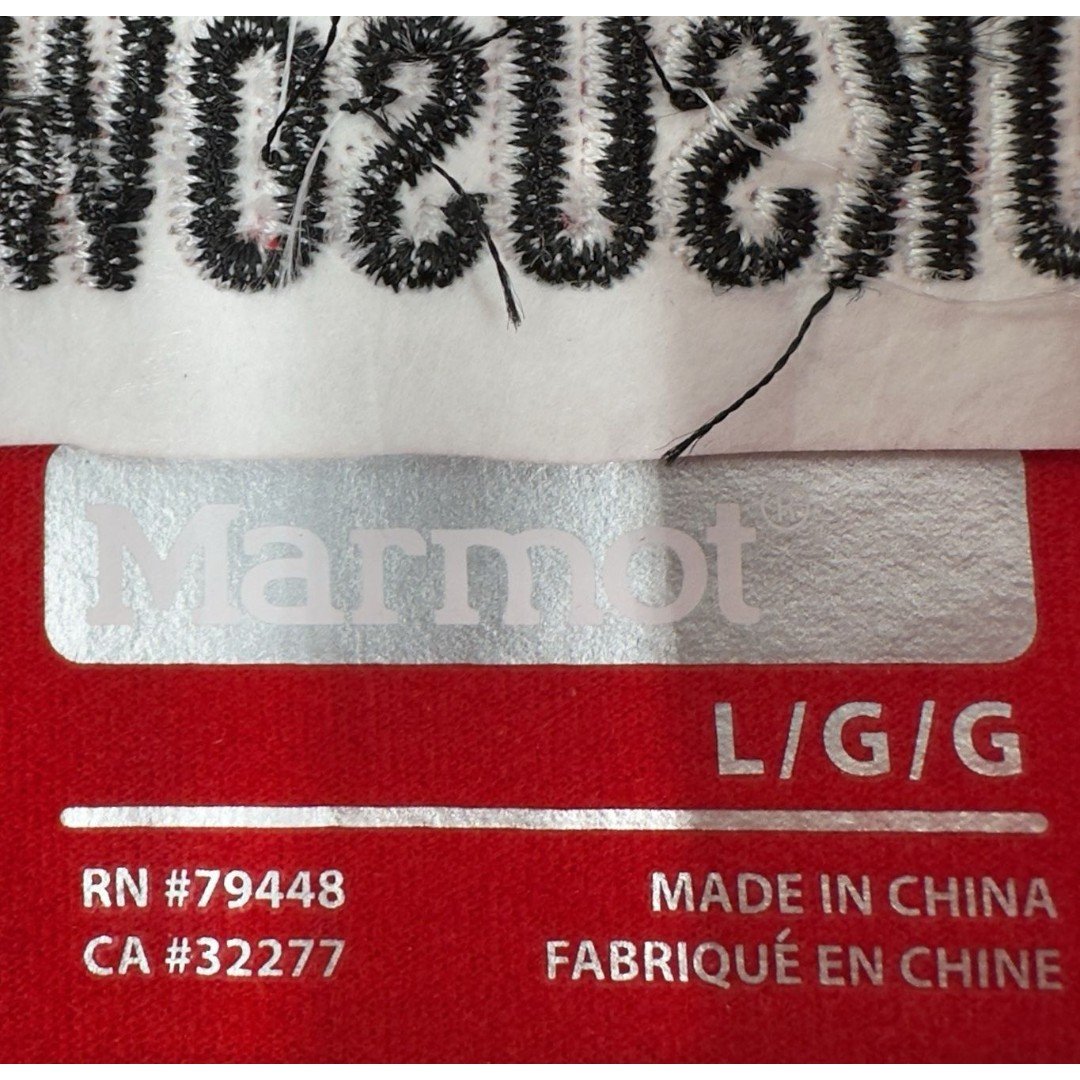 Marmot®
L/G/G
RN #79448
MADE IN CHINA
CA #32277
FABRIQUÉ EN CHINE